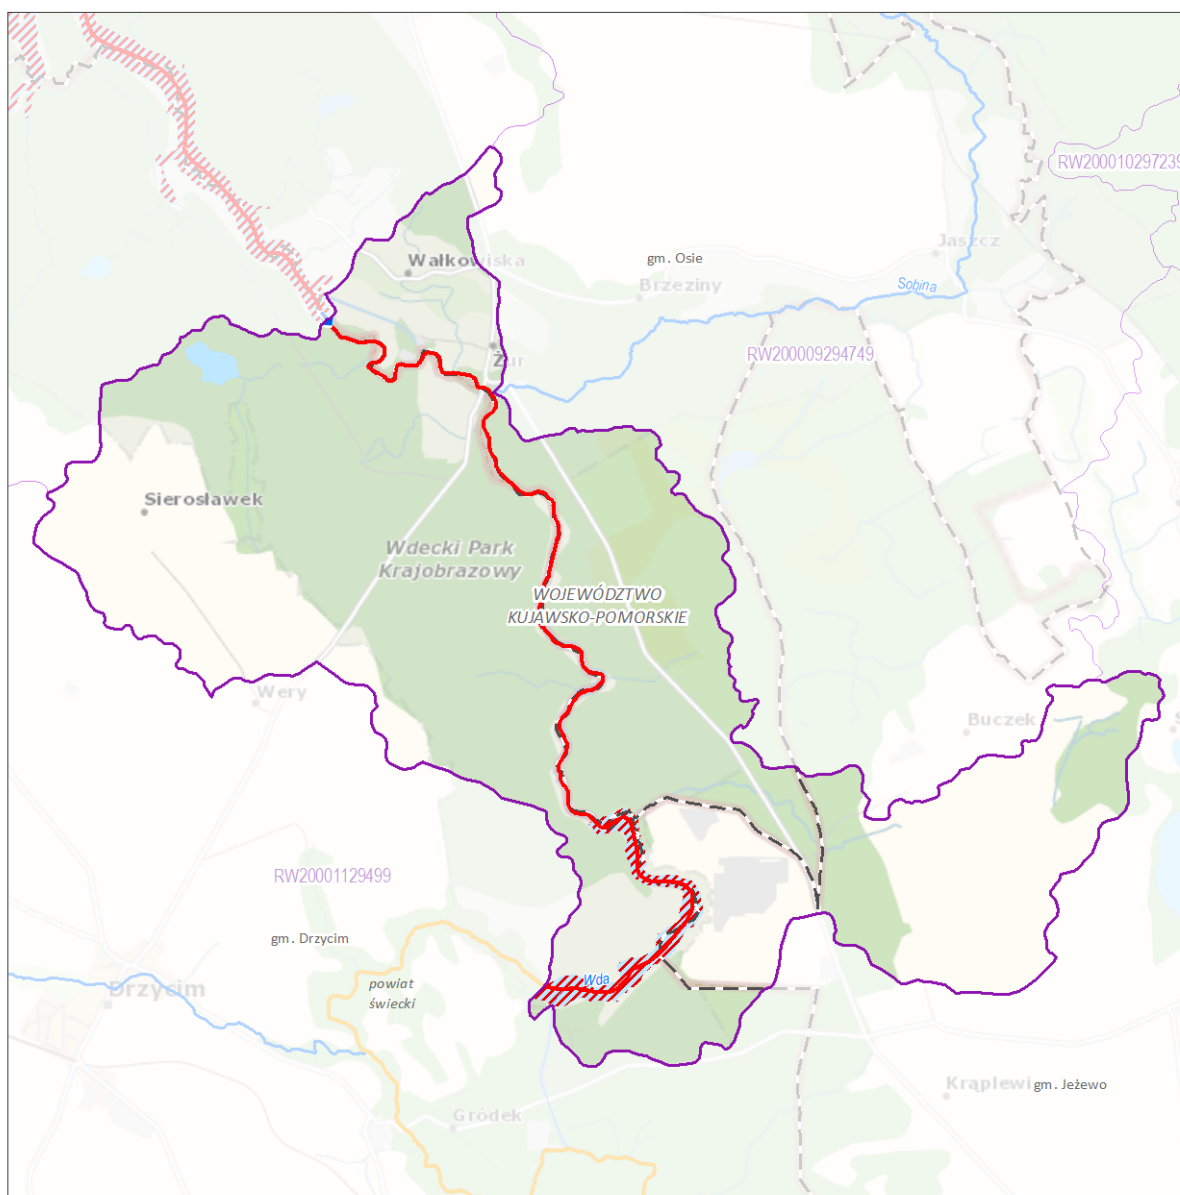 RW200010297239
Jaszcz
Wałkowiska
gm. Osie
Brzeziny
Sobina
Żur
RW200009294749
Sierosławek
Wdecki Park
Krajobrazowy
WOJEWÓDZTWO
KUJAWSKO-POMORSKIE
Wery
Buczek
S
RW20001129499
gm. Drzycim
powiat
świecki
Wda
Drzycim
Krąplewi
gm. Jeżewo
Gródek